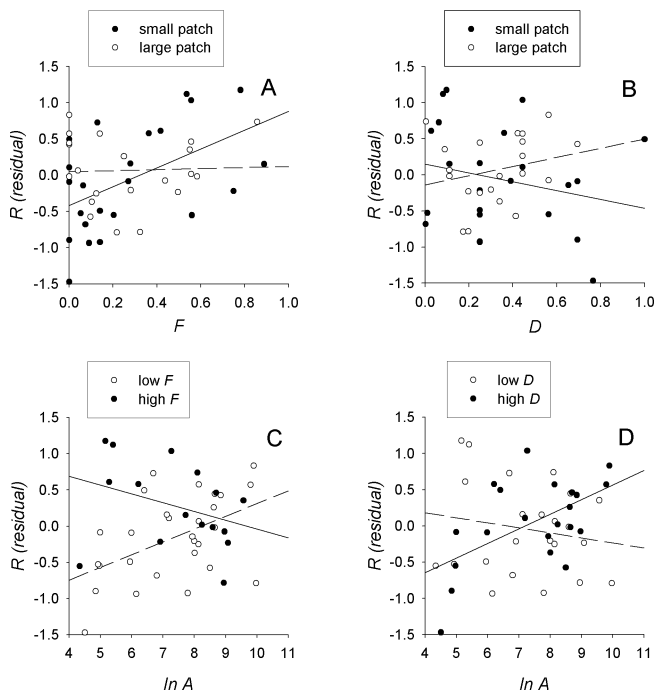 small patch
large patch
A
R (residual)
1.5
1.0
0.5
0.0
-0.5
-1.0
-1.5
0.0 0.2 0.4 0.6 0.8 1.0
F
small patch
large patch
B
R (residual)
1.5
1.0
0.5
0.0
-0.5
-1.0
-1.5
0.0 0.2 0.4 0.6 0.8 1.0
D
low F
high F
C
R (residual)
1.5
1.0
0.5
0.0
-0.5
-1.0
-1.5
4 5 6 7 8 9 10 11
ln A
low D
high D
D
R (residual)
1.5
1.0
0.5
0.0
-0.5
-1.0
-1.5
4 5 6 7 8 9 10 11
ln A